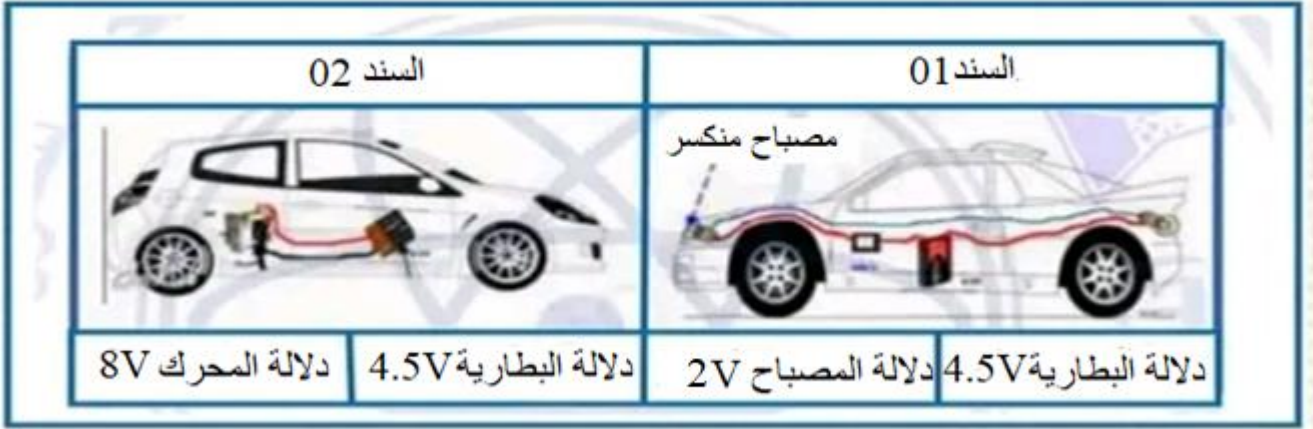 السند01
السند 02
مصباح منكسر
دلالة البطارية4.5V
دلالة المصباح 2V
دلالة البطارية4.5V
دلالة المحرك 8V